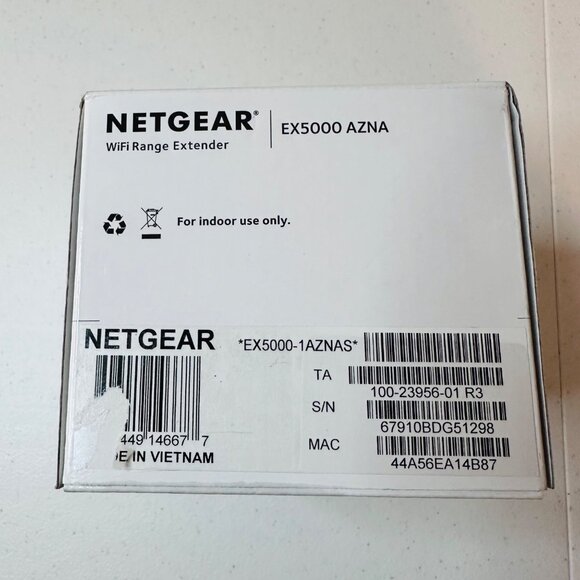 NETGEAR® | EX5000 AZNA
WiFi Range Extender
For indoor use only.
NETGEAR
*EX5000-1AZNAS*
TA
100-23956-01 R3
S/N
67910BDG51298
MAC
44A56EA14B87
449 14667 7
IN VIETNAM